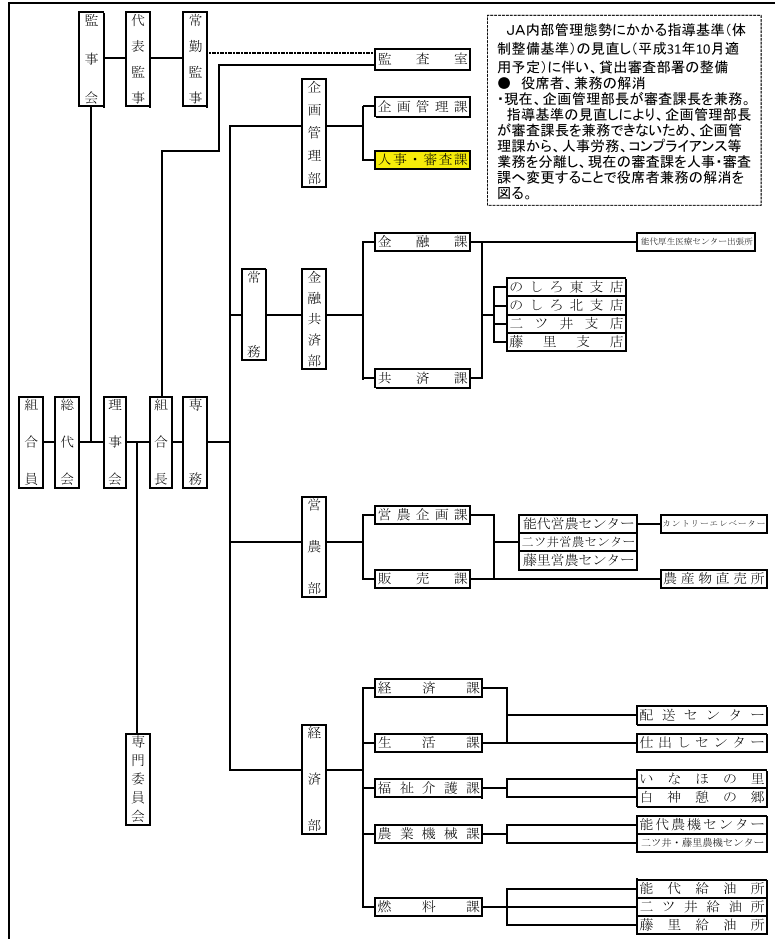 監事会
代表監事
常勤監事
監査室
企画管理部
企画管理課
人事・審査課
JA内部管理態勢にかかる指導基準（体
制整備基準）の見直し（平成31年10月適
用予定）に伴い、貸出審査部署の整備
● 役席者、兼務の解消
・現在、企画管理部長が審査課長を兼務。
指導基準の見直しにより、企画管理部長
が審査課長を兼務できないため、企画管
理課から、人事労務、コンプライアンス等
業務を分離し、現在の審査課を人事・審査
課へ変更することで役席者兼務の解消を
図る。
常務
金融共済部
金融課
能代厚生医療センター出張所
のしろ東支店
のしろ北支店
二ツ井支店
藤里支店
共済課
組合員
総代会
理事会
組合長
専務
営農部
営農企画課
能代営農センター
カントリーエレベーター
二ツ井営農センター
藤里営農センター
販売課
農産物直売所
専門委員会
経済部
経済課
配送センター
生活課
仕出しセンター
福祉介護課
いなほの里
白神憩の郷
農業機械課
能代農機センター
二ツ井・藤里農機センター
燃料課
能代給油所
二ツ井給油所
藤里給油所